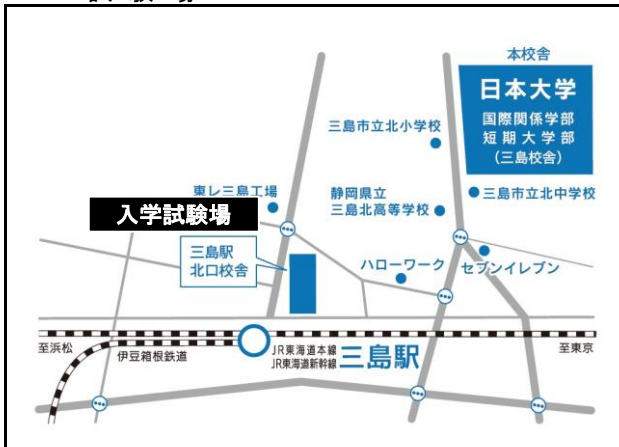 本校舎
日本大学
国際関係学部
短期大学部
(三島校舎)
三島市立北小学校
東レ三島工場
静岡県立
三島北高等学校
三島市立北中学校
入学試験場
三島駅
北口校舎
ハローワーク
セブンイレブン
至浜松
伊豆箱根鉄道
JR東海道本線
JR東海道新幹線
三島駅
至東京